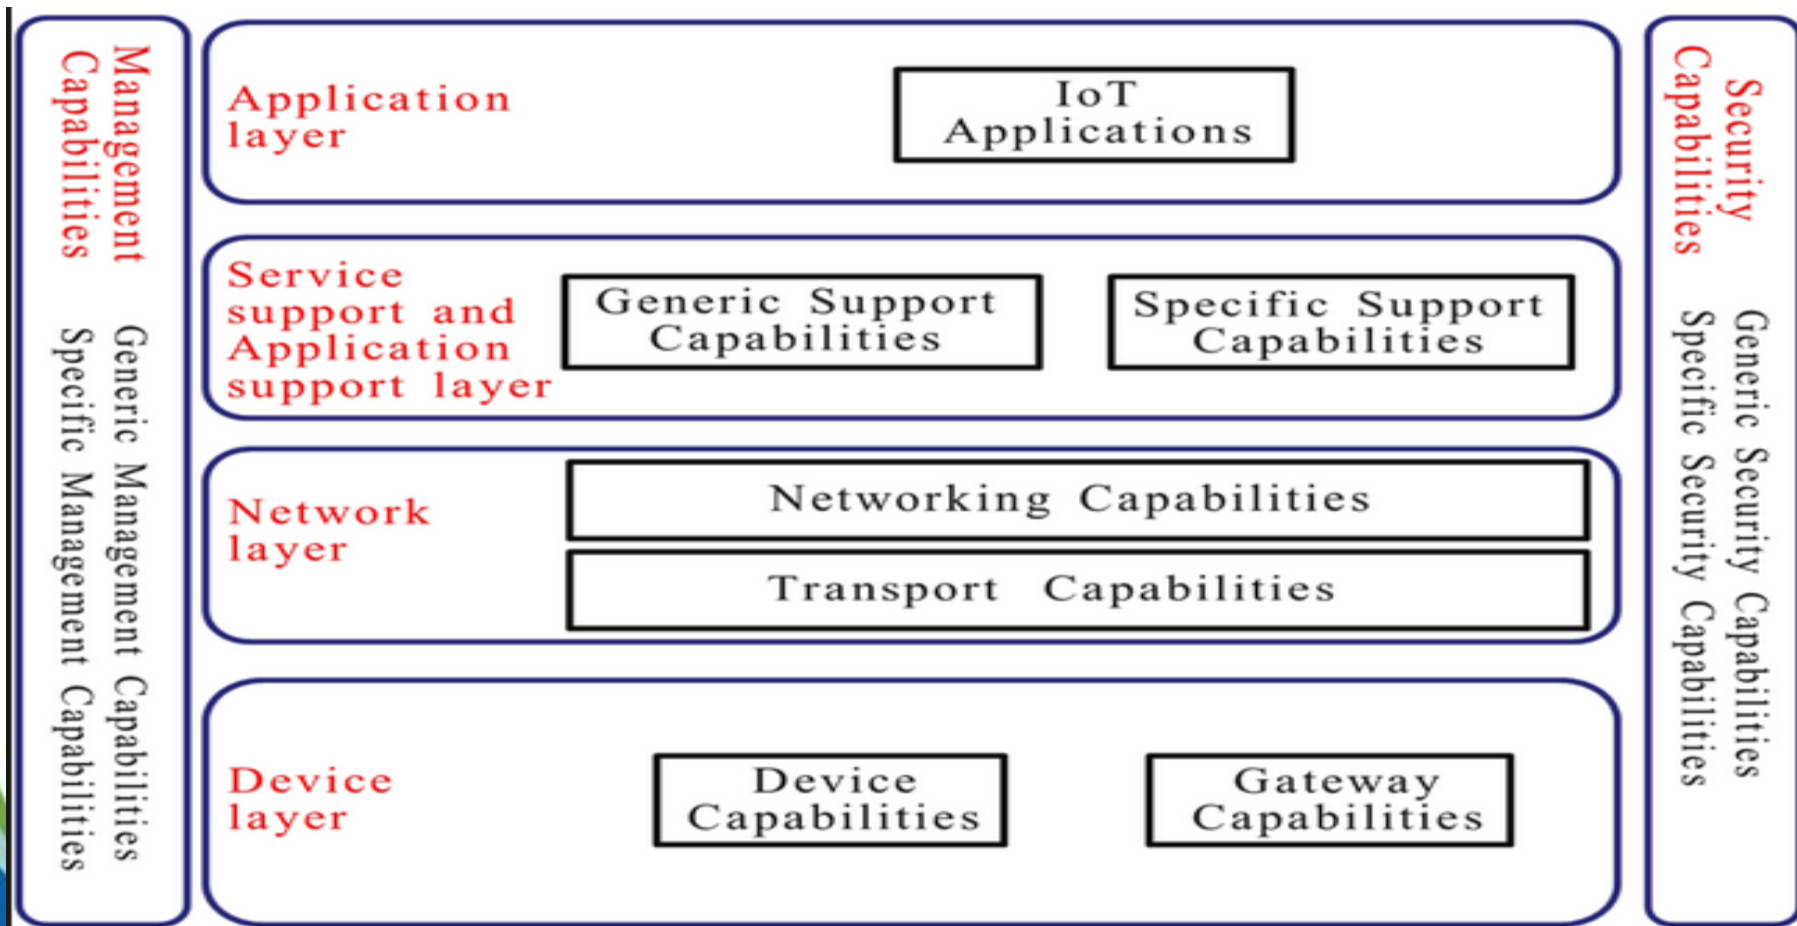 Management
Capabilities
Generic Management Capabilities
Specific Management Capabilities
Application
layer
IoT
Applications
Service
support and
Application
support layer
Generic Support
Capabilities
Specific Support
Capabilities
Network
layer
Networking Capabilities
Transport Capabilities
Device
layer
Device
Capabilities
Gateway
Capabilities
Security
Capabilities
Generic Security Capabilities
Specific Security Capabilities